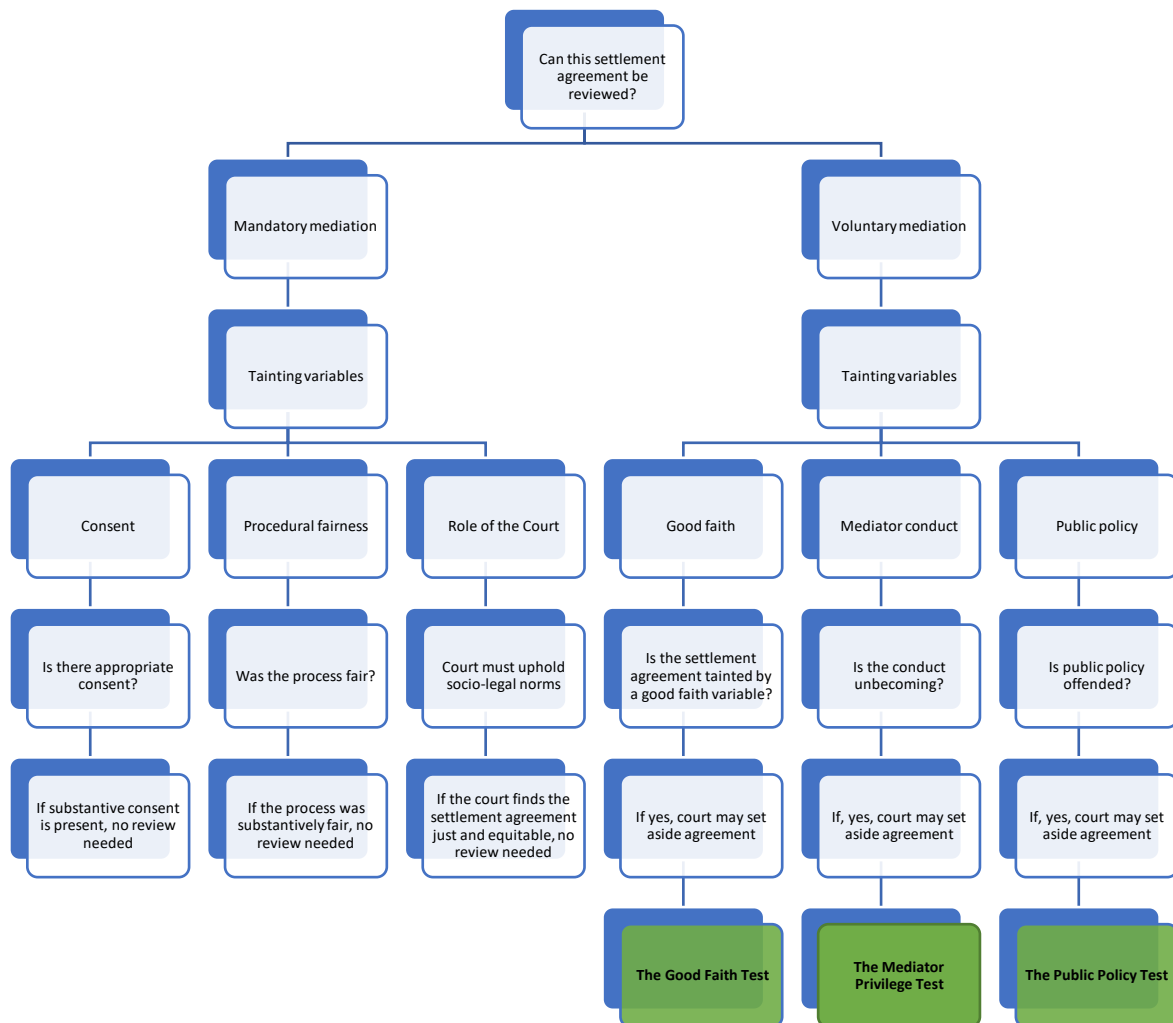 Can this settlement
agreement be
reviewed?
Mandatory mediation
Voluntary mediation
Tainting variables
Tainting variables
Consent
Procedural fairness
Role of the Court
Good faith
Mediator conduct
Public policy
Is there appropriate
consent?
Was the process fair?
Court must uphold
socio-legal norms
Is the settlement
agreement tainted by
a good faith variable?
Is the conduct
unbecoming?
Is public policy
offended?
If substantive consent
is present, no review
needed
If the process was
substantively fair, no
review needed
If the court finds the
settlement agreement
just and equitable, no
review needed
If yes, court may set
aside agreement
If, yes, court may set
aside agreement
If, yes, court may set
aside agreement
The Good Faith Test
The Mediator
Privilege Test
The Public Policy Test